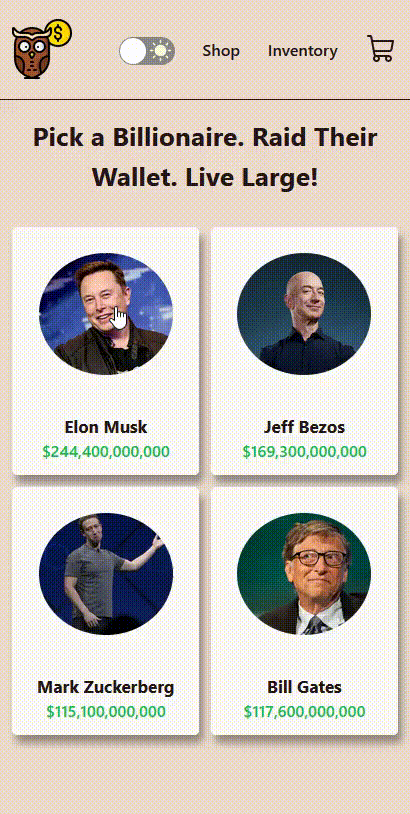 $
Shop
Inventory
Pick a Billionaire. Raid Their
Wallet. Live Large!
Elon Musk
$244,400,000,000
Jeff Bezos
$169,300,000,000
Mark Zuckerberg
$115,100,000,000
Bill Gates
$117,600,000,000